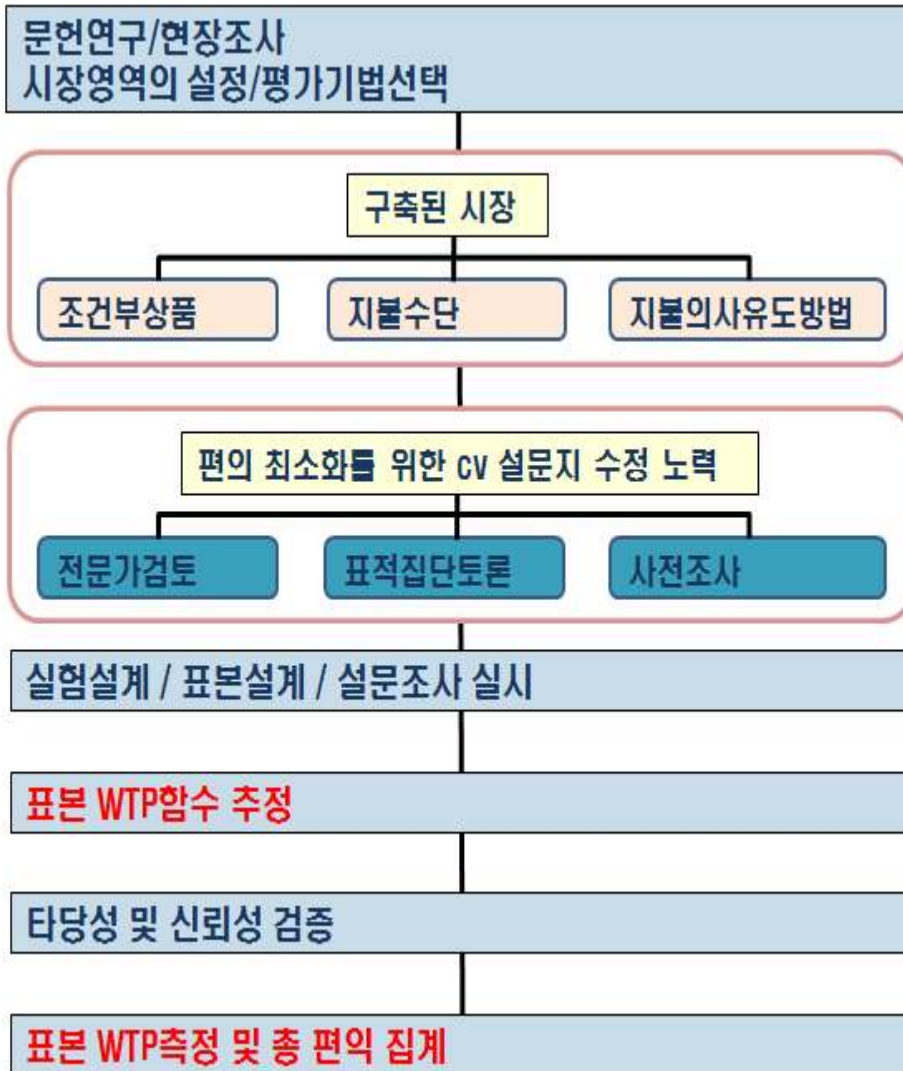 문헌연구/현장조사
시장영역의 설정/평가기법선택
구축된 시장
조건부상품
지불수단
지불의사유도방법
편의 최소화를 위한 cv 설문지 수정 노력
전문가검토
표적집단토론
사전조사
실험설계 / 표본설계 / 설문조사 실시
표본 WTP함수 추정
타당성 및 신뢰성 검증
표본 WTP측정 및 총 편익 집계